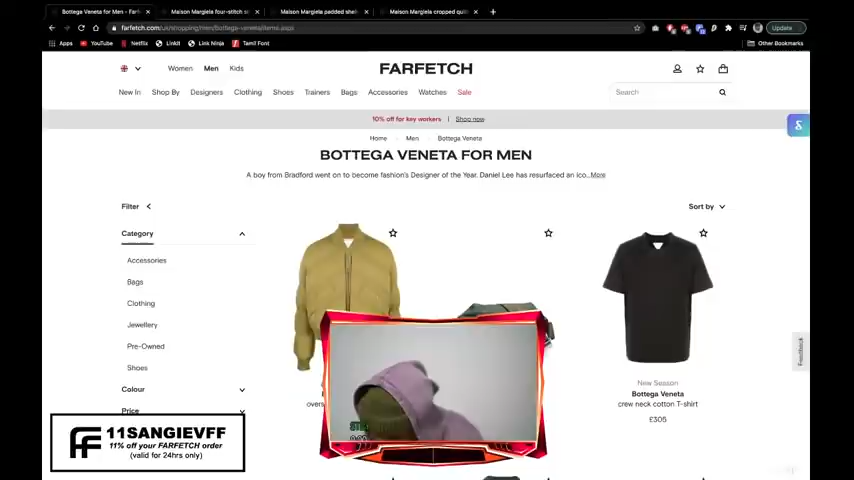 Bottega Veneta for Men - Farf
Maison Margiela four-stitch s
Maison Margiela padded shel
Maison Margiela cropped quil
farfetch.com/uk/shopping/men/Bottega-veneta/items.aspx
Update
Apps
YouTube
Netflix
LinkIt
Link Ninja
Tamil Font
Other Bookmarks
Women
Men
Kids
FARFETCH
New In
Shop By
Designers
Clothing
Shoes
Trainers
Bags
Accessories
Watches
Sale
Search
10% off for key workers | Shop now
Home
Men
Bottega Veneta
BOTTEGA VENETA FOR MEN
A boy from Bradford went on to become fashion's Designer of the Year. Daniel Lee has resurfaced an ico...More
Filter
Sort by
Category
Accessories
Bags
Clothing
Jewellery
Pre-Owned
Shoes
Colour
Price
overs
New Season
Bottega Veneta
crew neck cotton T-shirt
£305
Feedback
11SANGIEVFF
11% off your FARFETCH order
(valid for 24hrs only)